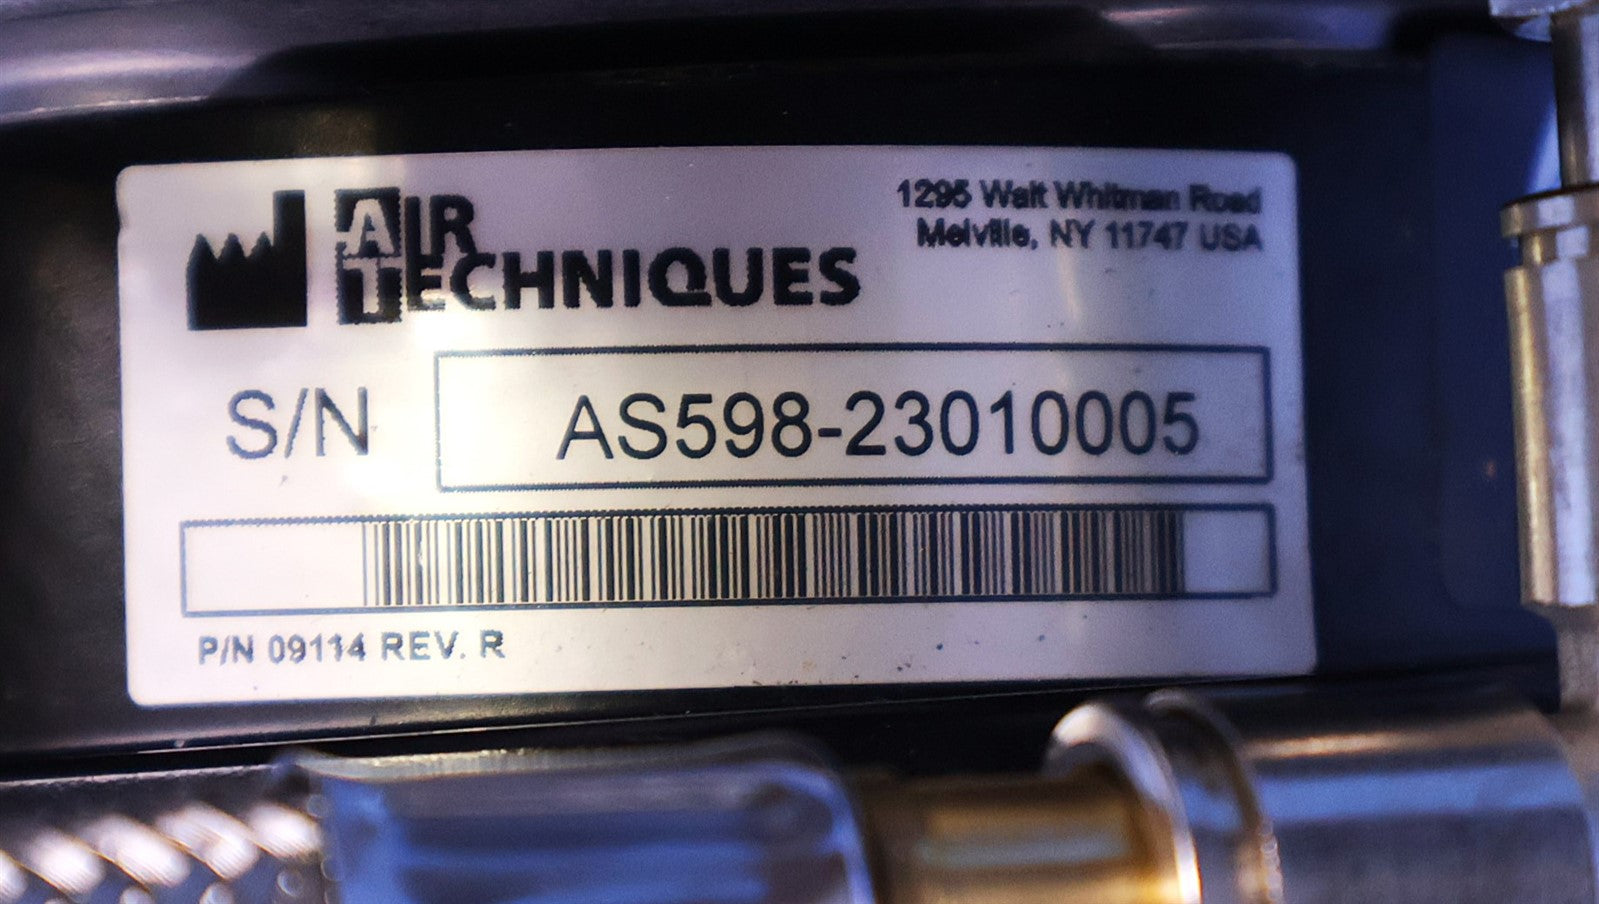 AIR
TECHNIQUES
1295 Walt Whitman Road
Melville, NY 11747 USA
S/N
AS598-23010005
P/N 09114 REV. R